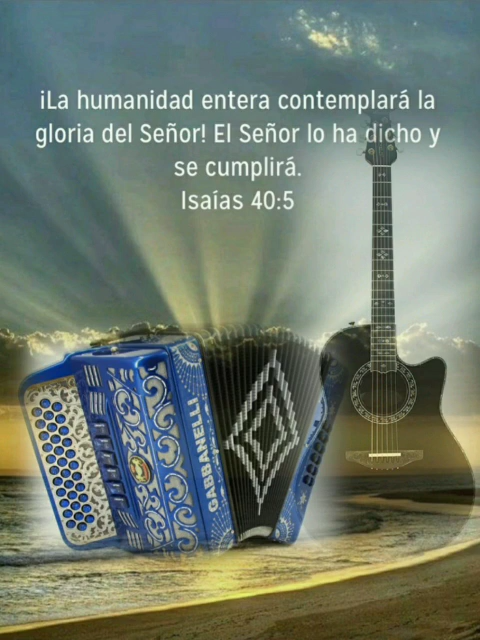 ¡La humanidad entera contemplará la
gloria del Señor! El Señor lo ha dicho y
se cumplirá.
Isaías 40:5
GABBANELLI